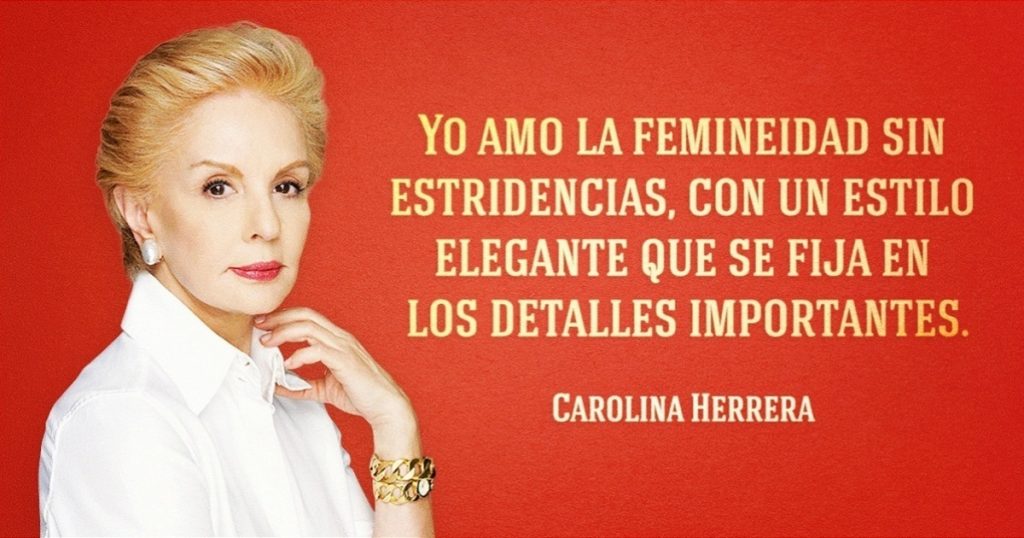 YO AMO LA FEMINEIDAD SIN
ESTRIDENCIAS, CON UN ESTILO
ELEGANTE QUE SE FIJA EN
LOS DETALLES IMPORTANTES.
CAROLINA HERRERA